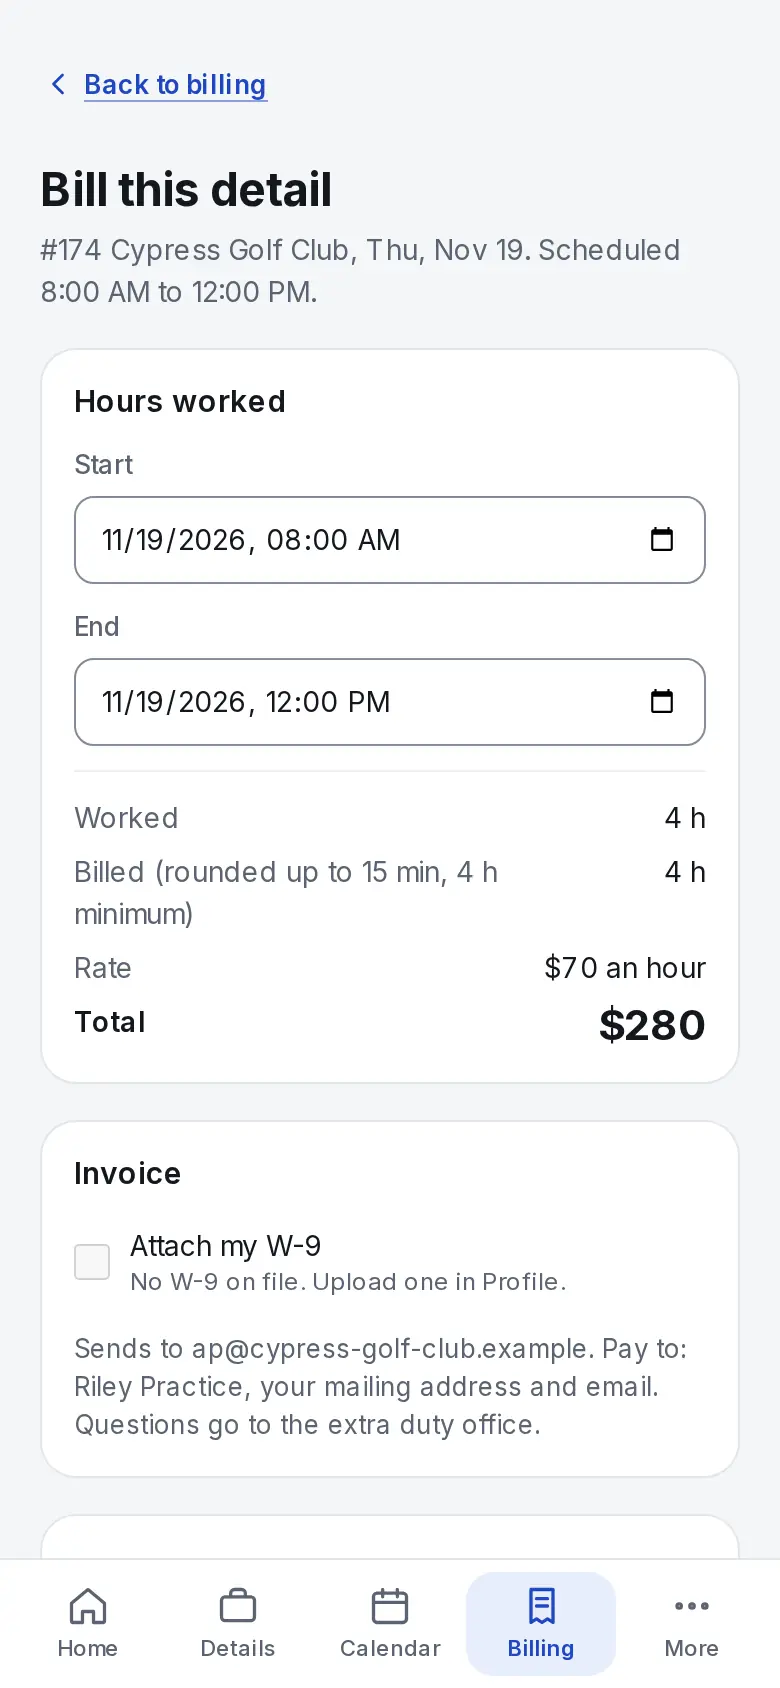 Back to billing
Bill this detail
#174 Cypress Golf Club, Thu, Nov 19. Scheduled
8:00 AM to 12:00 PM.
Hours worked
Start
11/19/2026, 08:00 AM
End
11/19/2026, 12:00 PM
Worked 4 h
Billed (rounded up to 15 min, 4 h 4 h
minimum)
Rate $70 an hour
Total $280
Invoice
Attach my W-9
No W-9 on file. Upload one in Profile.
Sends to ap@cypress-golf-club.example. Pay to:
Riley Practice, your mailing address and email.
Questions go to the extra duty office.
Home Details Calendar Billing More